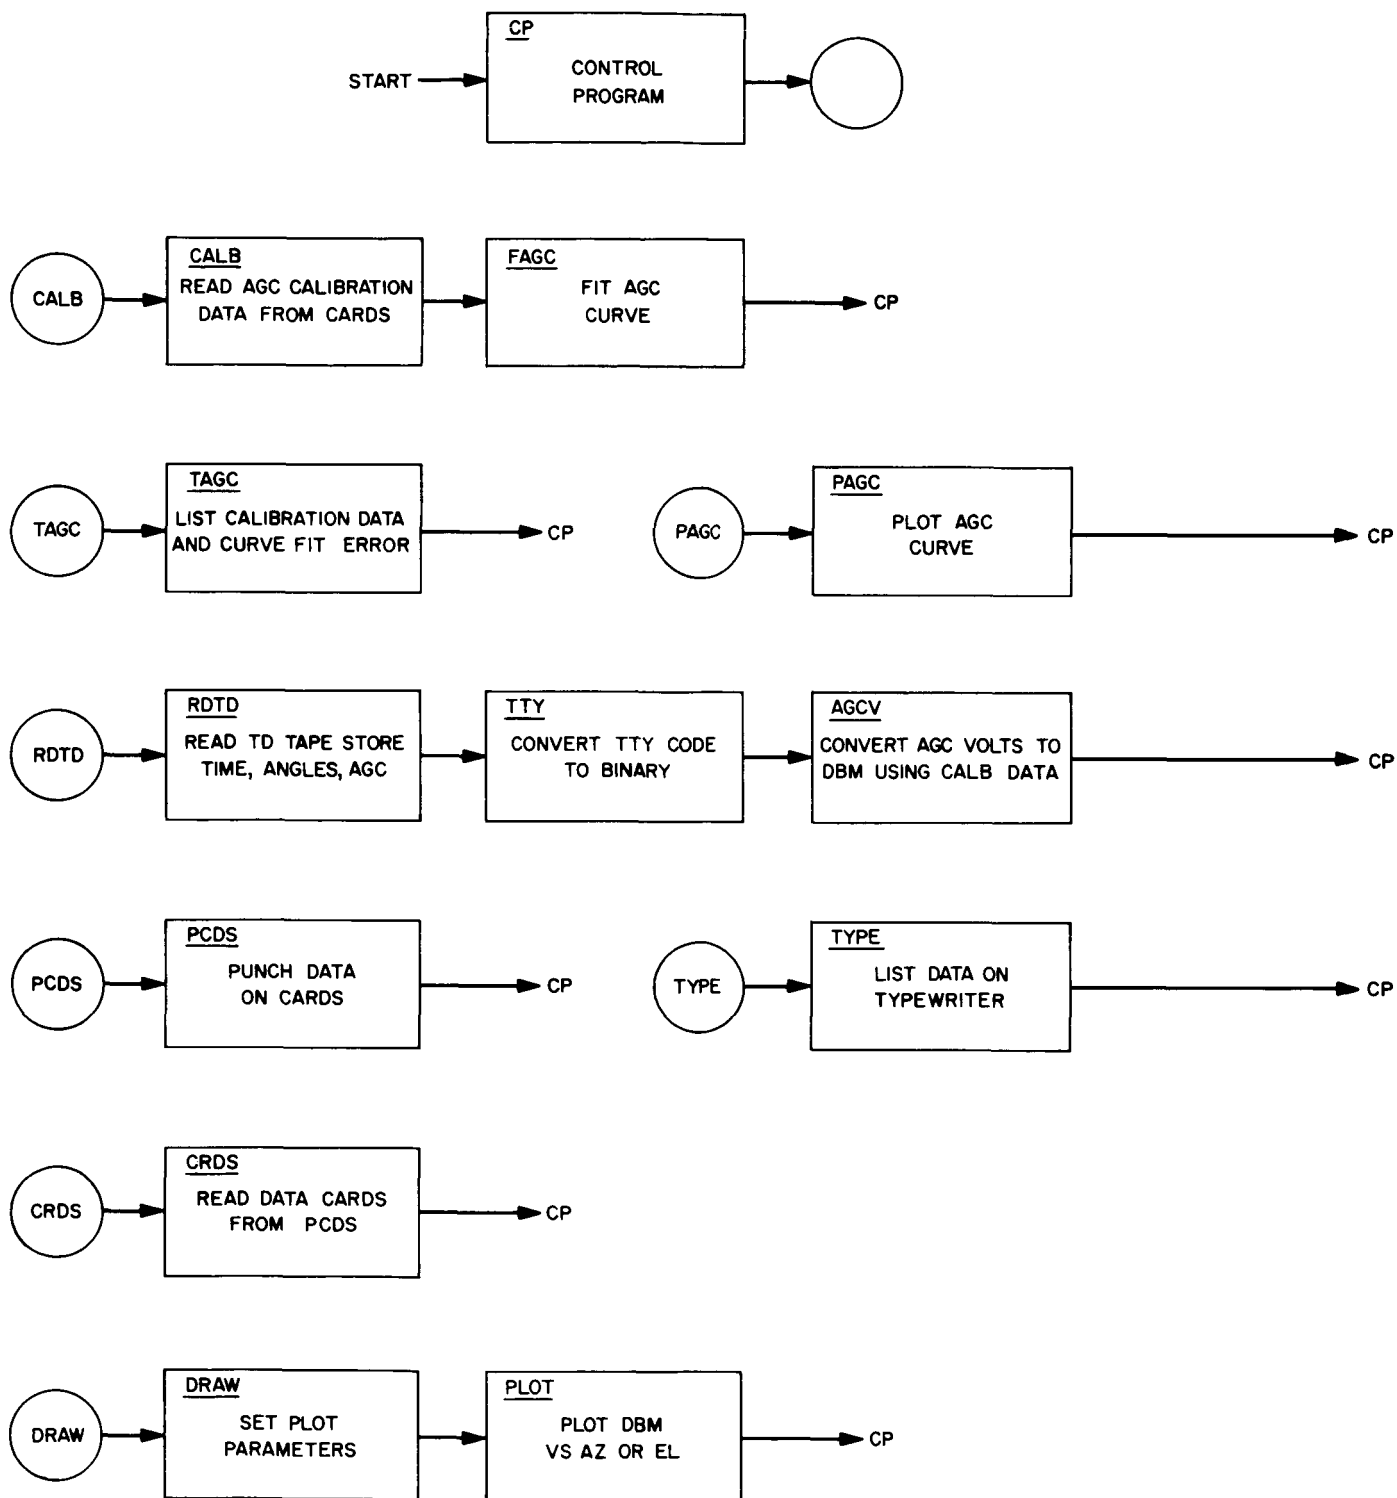 CP
START
CONTROL
PROGRAM
CALB
CALB
READ AGC CALIBRATION
DATA FROM CARDS
FAGC
FIT AGC
CURVE
CP
TAGC
TAGC
LIST CALIBRATION DATA
AND CURVE FIT ERROR
CP
PAGC
PAGC
PLOT AGC
CURVE
CP
RDTD
RDTD
READ TD TAPE STORE
TIME, ANGLES, AGC
TTY
CONVERT TTY CODE
TO BINARY
AGCV
CONVERT AGC VOLTS TO
DBM USING CALB DATA
CP
PCDS
PCDS
PUNCH DATA
ON CARDS
CP
TYPE
TYPE
LIST DATA ON
TYPEWRITER
CP
CRDS
CRDS
READ DATA CARDS
FROM PCDS
CP
DRAW
DRAW
SET PLOT
PARAMETERS
PLOT
PLOT DBM
VS AZ OR EL
CP